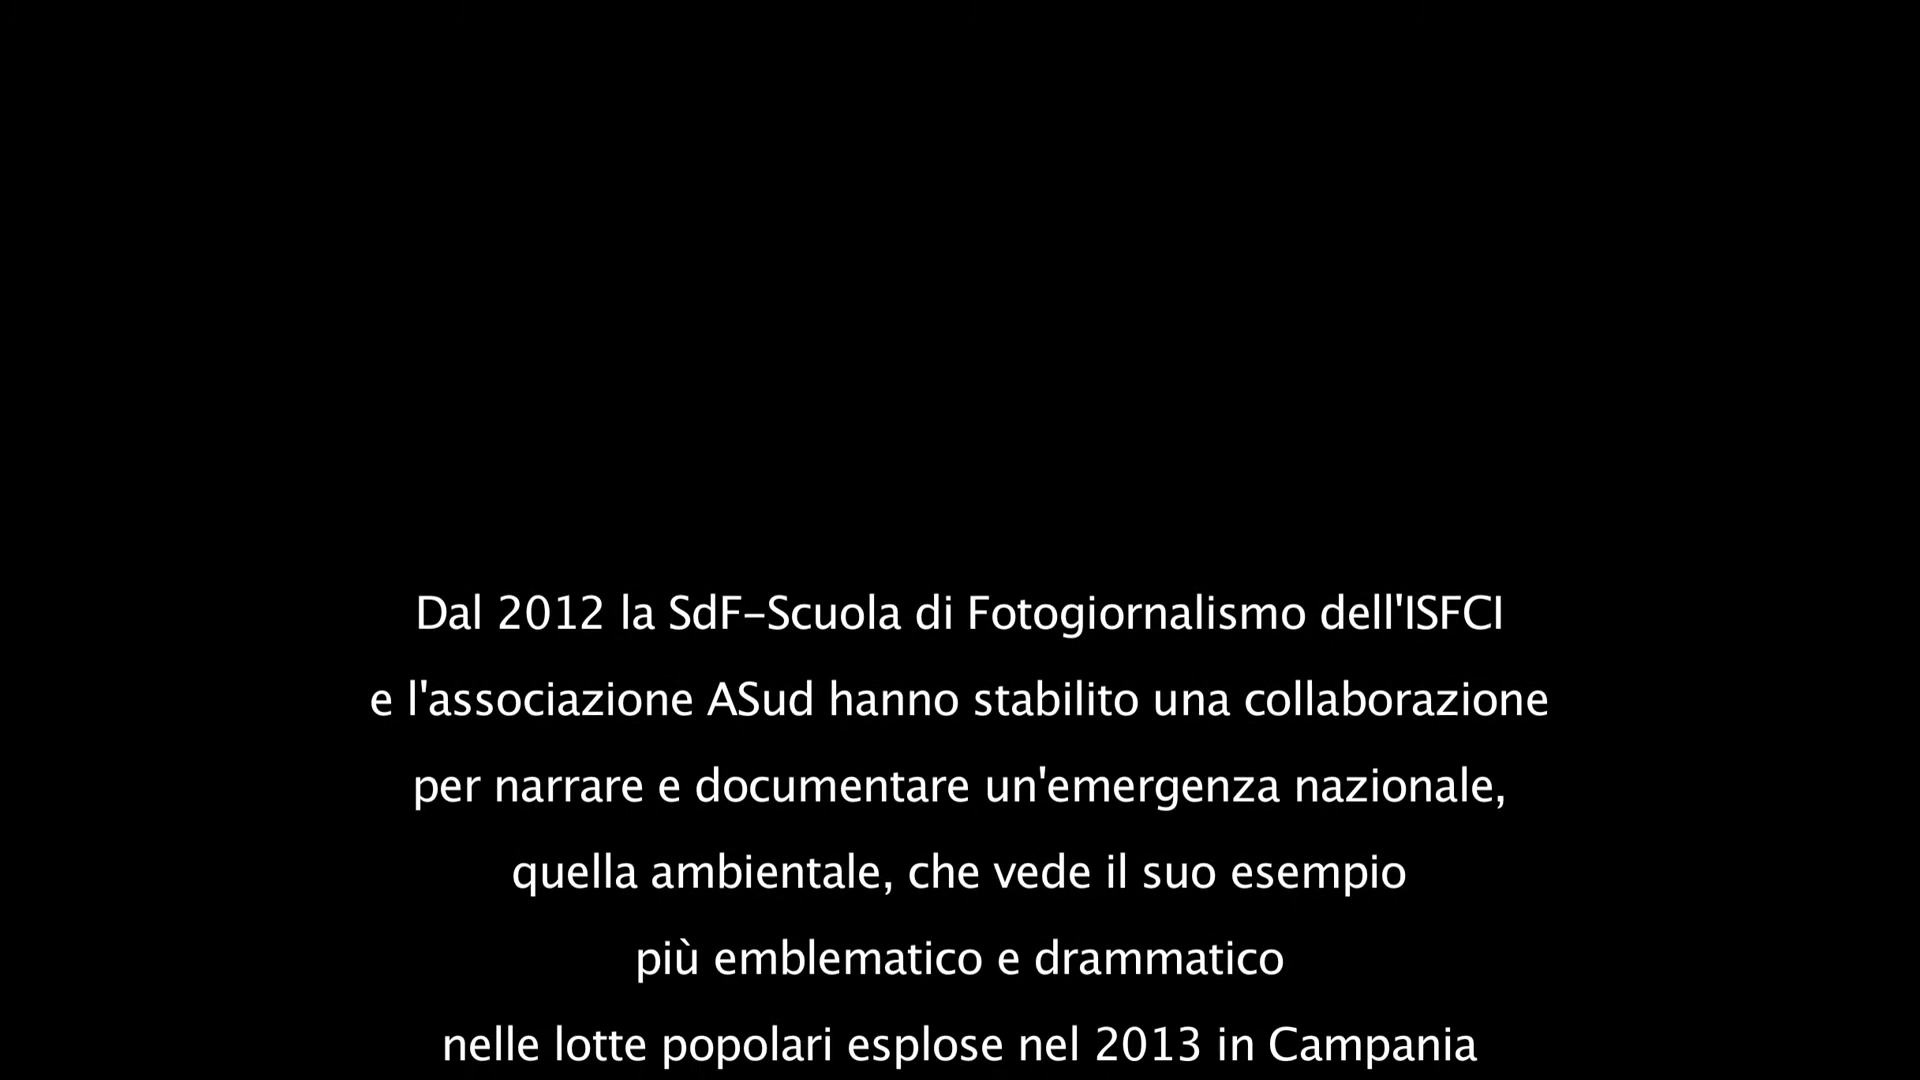 Dal 2012 la SdF-Scuola di Fotogiornalismo dell'ISFCI
e l'associazione ASud hanno stabilito una collaborazione
per narrare e documentare un'emergenza nazionale,
quella ambientale, che vede il suo esempio
più emblematico e drammatico
nelle lotte popolari esplose nel 2013 in Campania